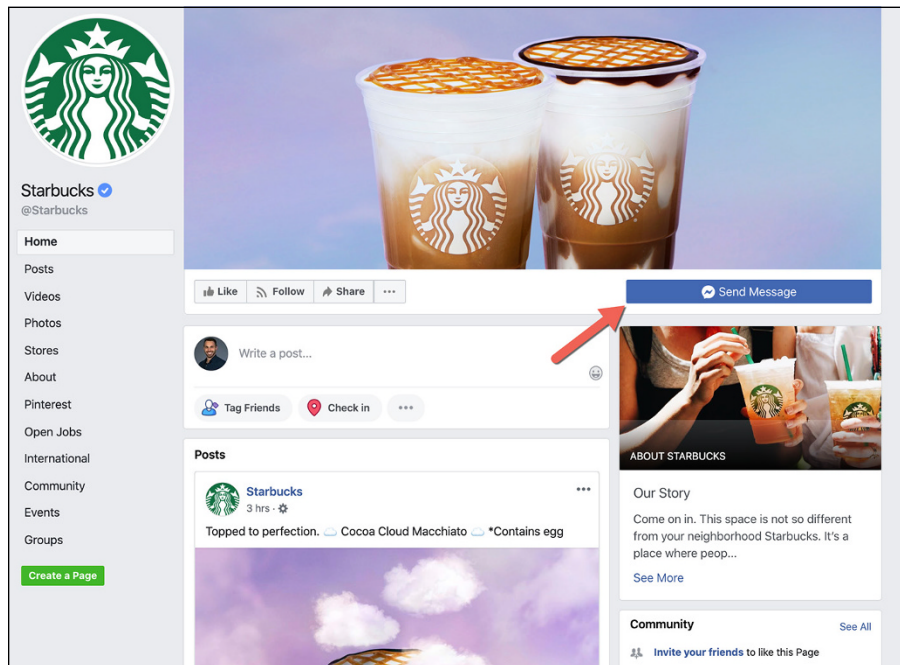 Starbucks
@Starbucks
Home
Posts
Videos
Photos
Stores
About
Pinterest
Open Jobs
International
Community
Events
Groups
Create a Page
Like
Follow
Share
Send Message
Write a post...
Tag Friends
Check in
Posts
Starbucks
3 hrs ·
Topped to perfection. ☁️ Cocoa Cloud Macchiato ☁️ *Contains egg
ABOUT STARBUCKS
Our Story
Come on in. This space is not so different
from your neighborhood Starbucks. It's a
place where peop...
See More
Community
See All
Invite your friends to like this Page